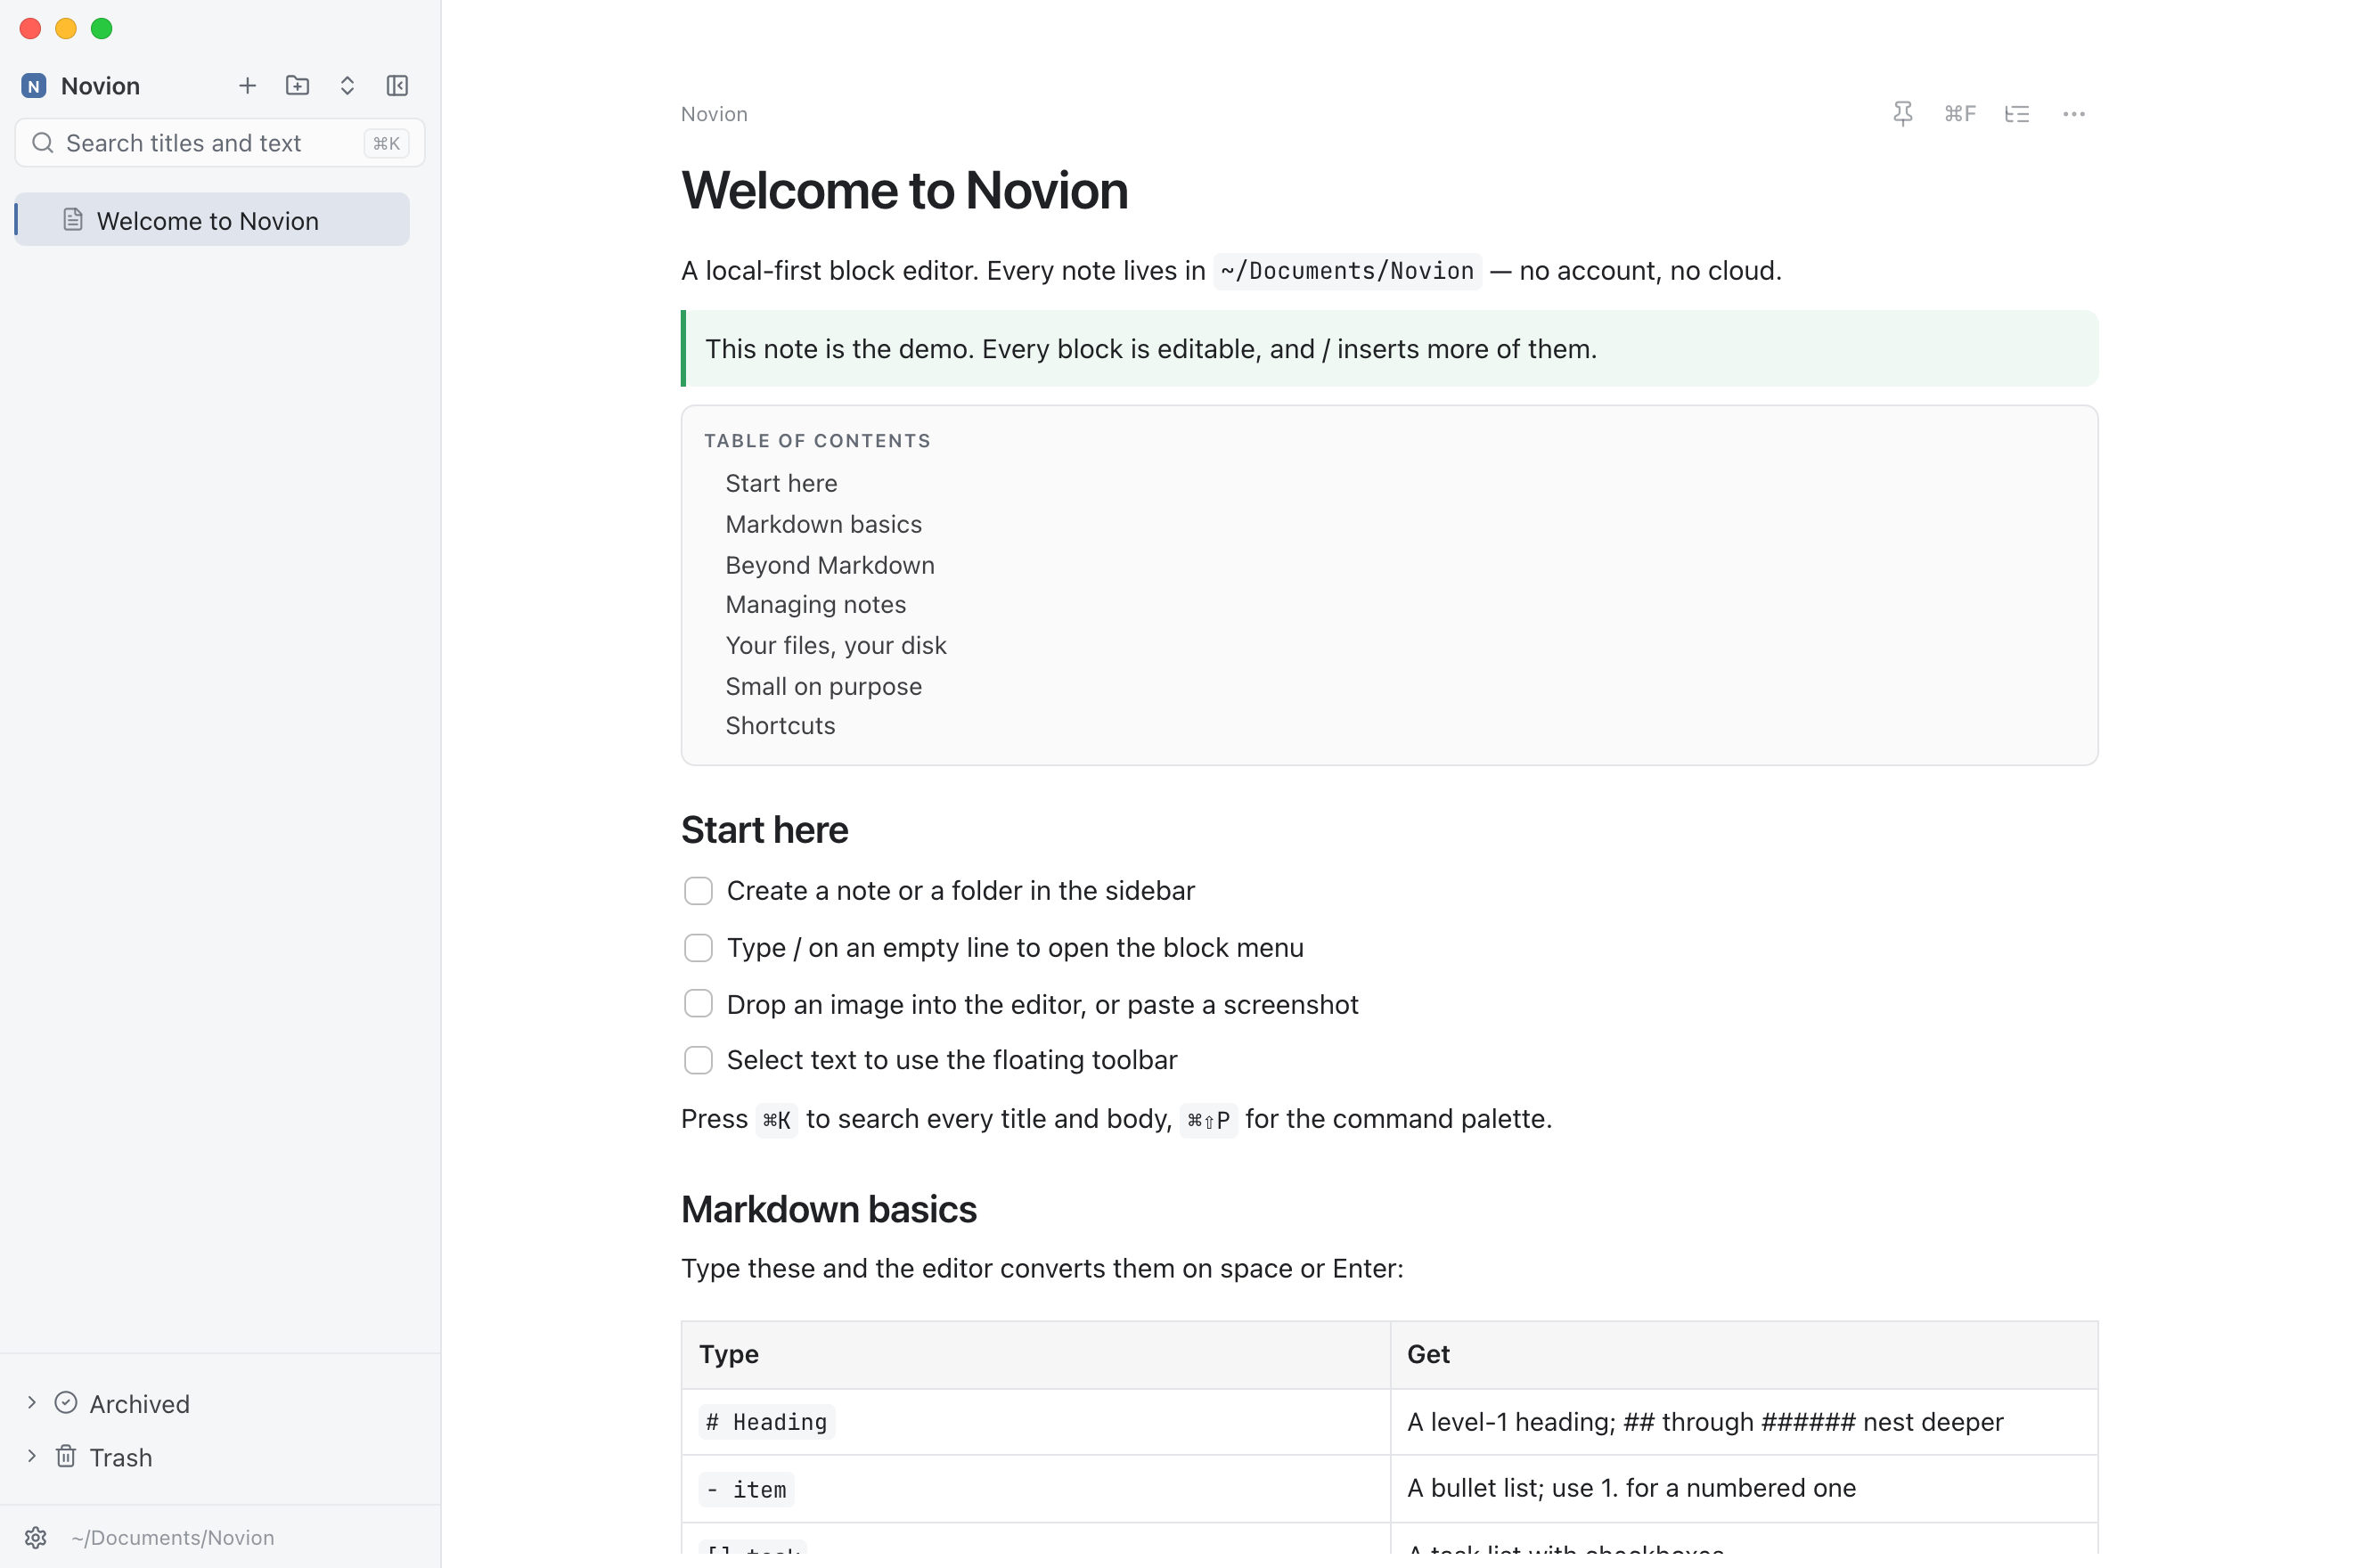 N Novion
Search titles and text ⌘K
Welcome to Novion
Archived
Trash
~/Documents/Novion
Novion ⌘F
Welcome to Novion
A local-first block editor. Every note lives in ~/Documents/Novion — no account, no cloud.
This note is the demo. Every block is editable, and / inserts more of them.
TABLE OF CONTENTS
Start here
Markdown basics
Beyond Markdown
Managing notes
Your files, your disk
Small on purpose
Shortcuts
Start here
Create a note or a folder in the sidebar
Type / on an empty line to open the block menu
Drop an image into the editor, or paste a screenshot
Select text to use the floating toolbar
Press ⌘K to search every title and body, ⌘⇧P for the command palette.
Markdown basics
Type these and the editor converts them on space or Enter:
Type Get
# Heading A level-1 heading; ## through ###### nest deeper
- item A bullet list; use 1. for a numbered one
[] task A task list with checkboxes